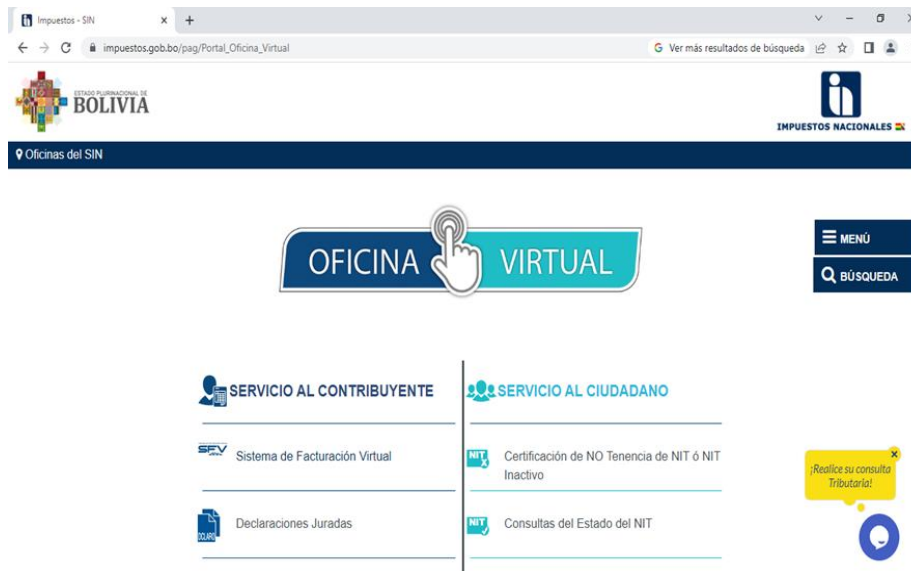 Impuestos - SIN
impuestos.gob.bo/pag/Portal_Oficina_Virtual
Ver más resultados de búsqueda
ESTADO PLURINACIONAL DE
BOLIVIA
IMPUESTOS NACIONALES
Oficinas del SIN
OFICINA VIRTUAL
MENÚ
BÚSQUEDA
SERVICIO AL CONTRIBUYENTE
SERVICIO AL CIUDADANO
SFV
Sistema de Facturación Virtual
NIT
Certificación de NO Tenencia de NIT ó NIT
Inactivo
¡Realice su consulta
Tributaria!
Declaraciones Juradas
NIT
Consultas del Estado del NIT